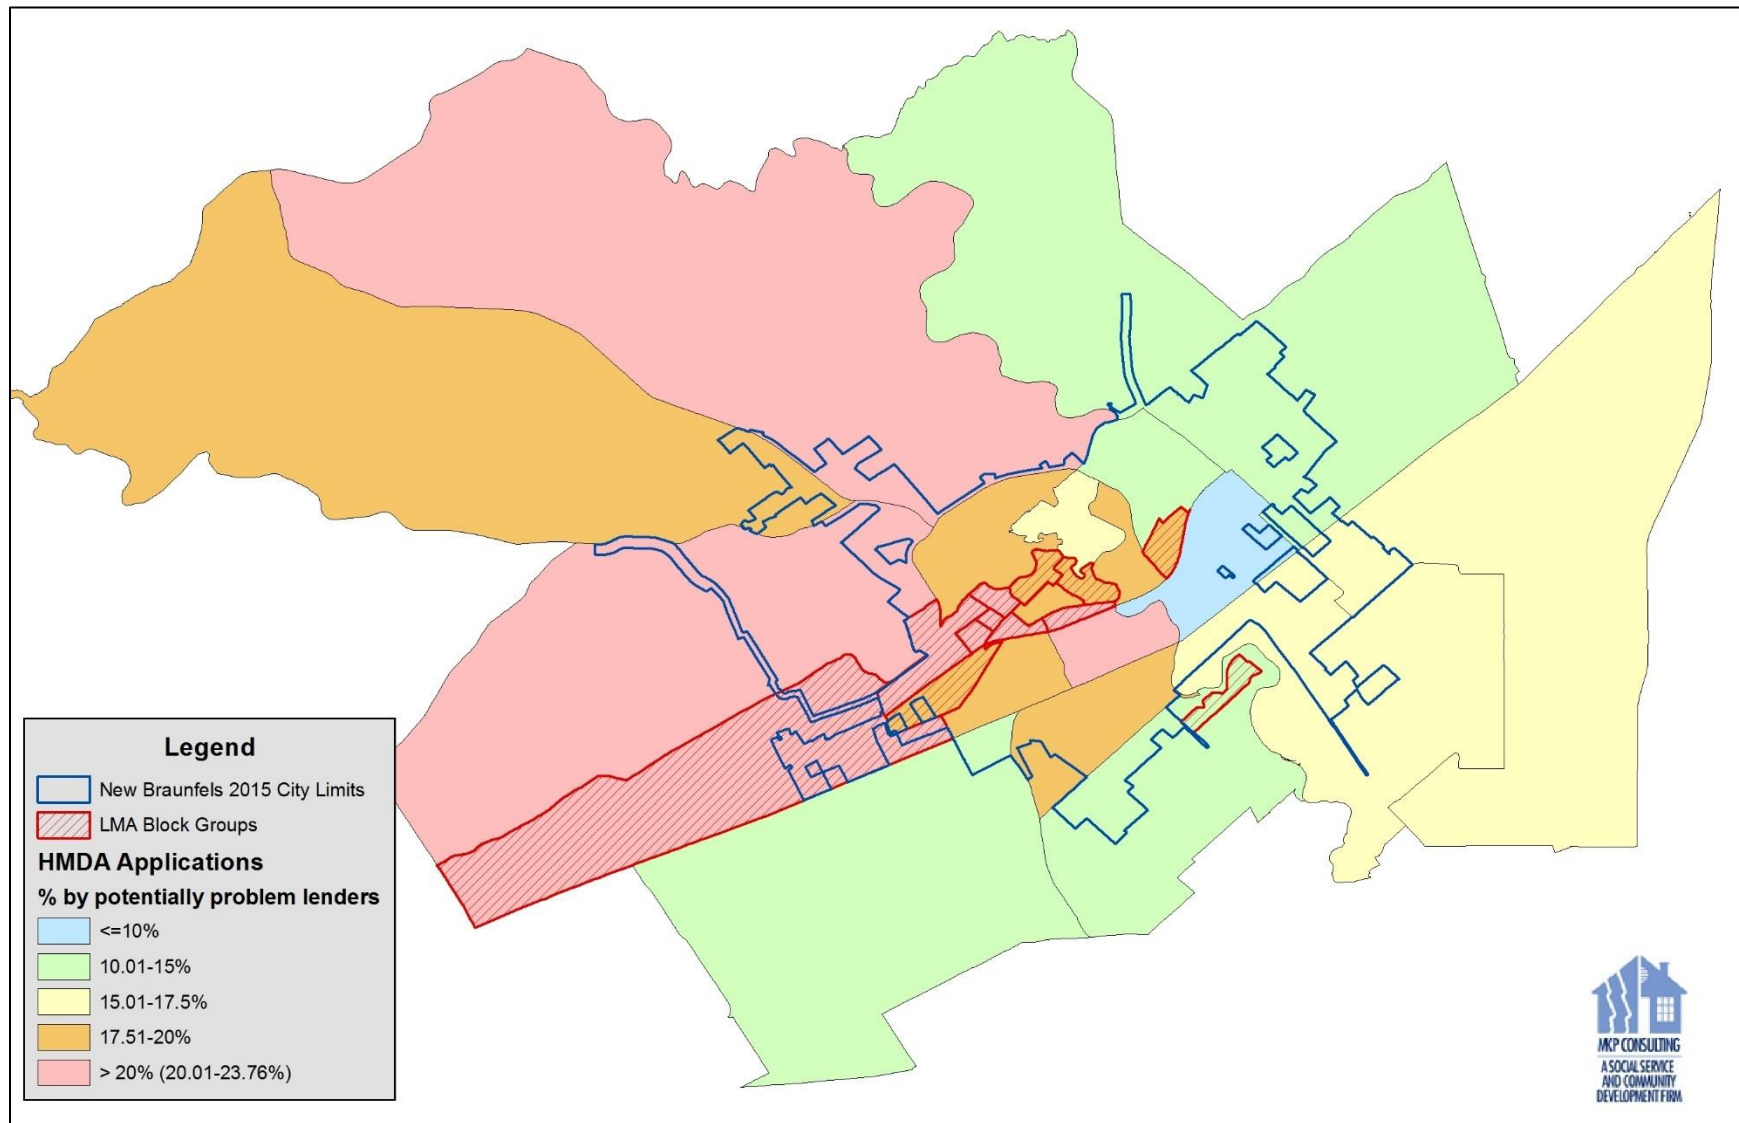 Legend
New Braunfels 2015 City Limits
LMA Block Groups
HMDA Applications
% by potentially problem lenders
<=10%
10.01-15%
15.01-17.5%
17.51-20%
> 20% (20.01-23.76%)
MKP CONSULTING
A SOCIAL SERVICE
AND COMMUNITY
DEVELOPMENT FIRM